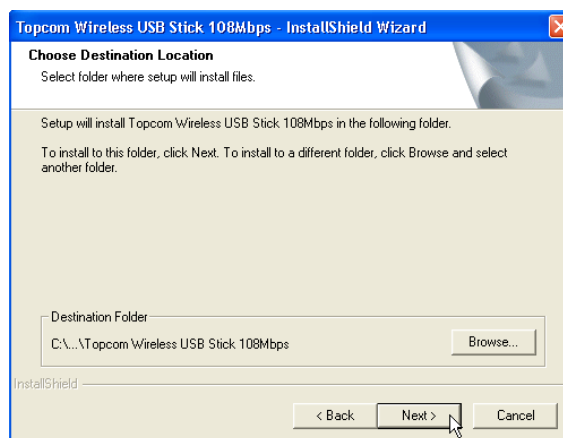 Topcom Wireless USB Stick 108Mbps - InstallShield Wizard
Choose Destination Location
Select folder where setup will install files.
Setup will install Topcom Wireless USB Stick 108Mbps in the following folder.
To install to this folder, click Next. To install to a different folder, click Browse and select
another folder.
Destination Folder
C:\...\Topcom Wireless USB Stick 108Mbps
Browse...
InstallShield
< Back
Next >
Cancel